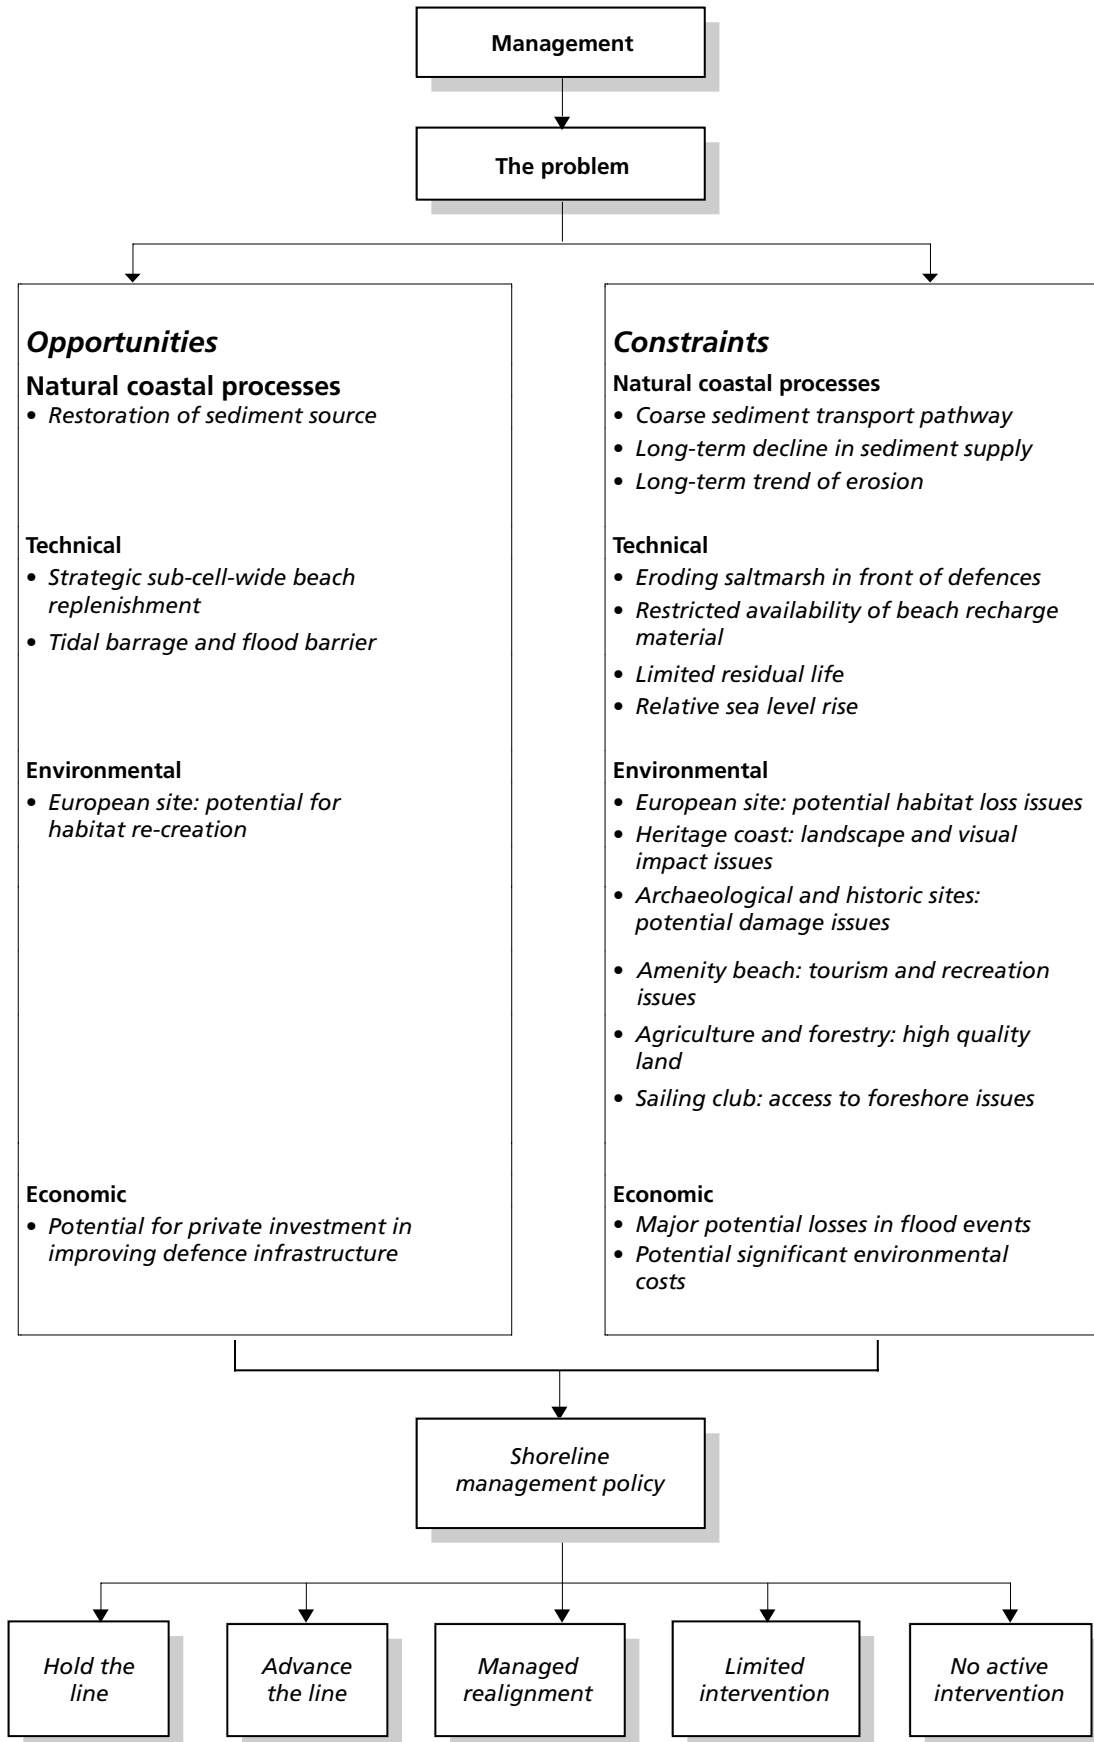 Management
The problem
Opportunities
Natural coastal processes
• Restoration of sediment source
Technical
• Strategic sub-cell-wide beach
replenishment
• Tidal barrage and flood barrier
Environmental
• European site: potential for
habitat re-creation
Economic
• Potential for private investment in
improving defence infrastructure
Constraints
Natural coastal processes
• Coarse sediment transport pathway
• Long-term decline in sediment supply
• Long-term trend of erosion
Technical
• Eroding saltmarsh in front of defences
• Restricted availability of beach recharge
material
• Limited residual life
• Relative sea level rise
Environmental
• European site: potential habitat loss issues
• Heritage coast: landscape and visual
impact issues
• Archaeological and historic sites:
potential damage issues
• Amenity beach: tourism and recreation
issues
• Agriculture and forestry: high quality
land
• Sailing club: access to foreshore issues
Economic
• Major potential losses in flood events
• Potential significant environmental
costs
Shoreline
management policy
Hold the
line
Advance
the line
Managed
realignment
Limited
intervention
No active
intervention